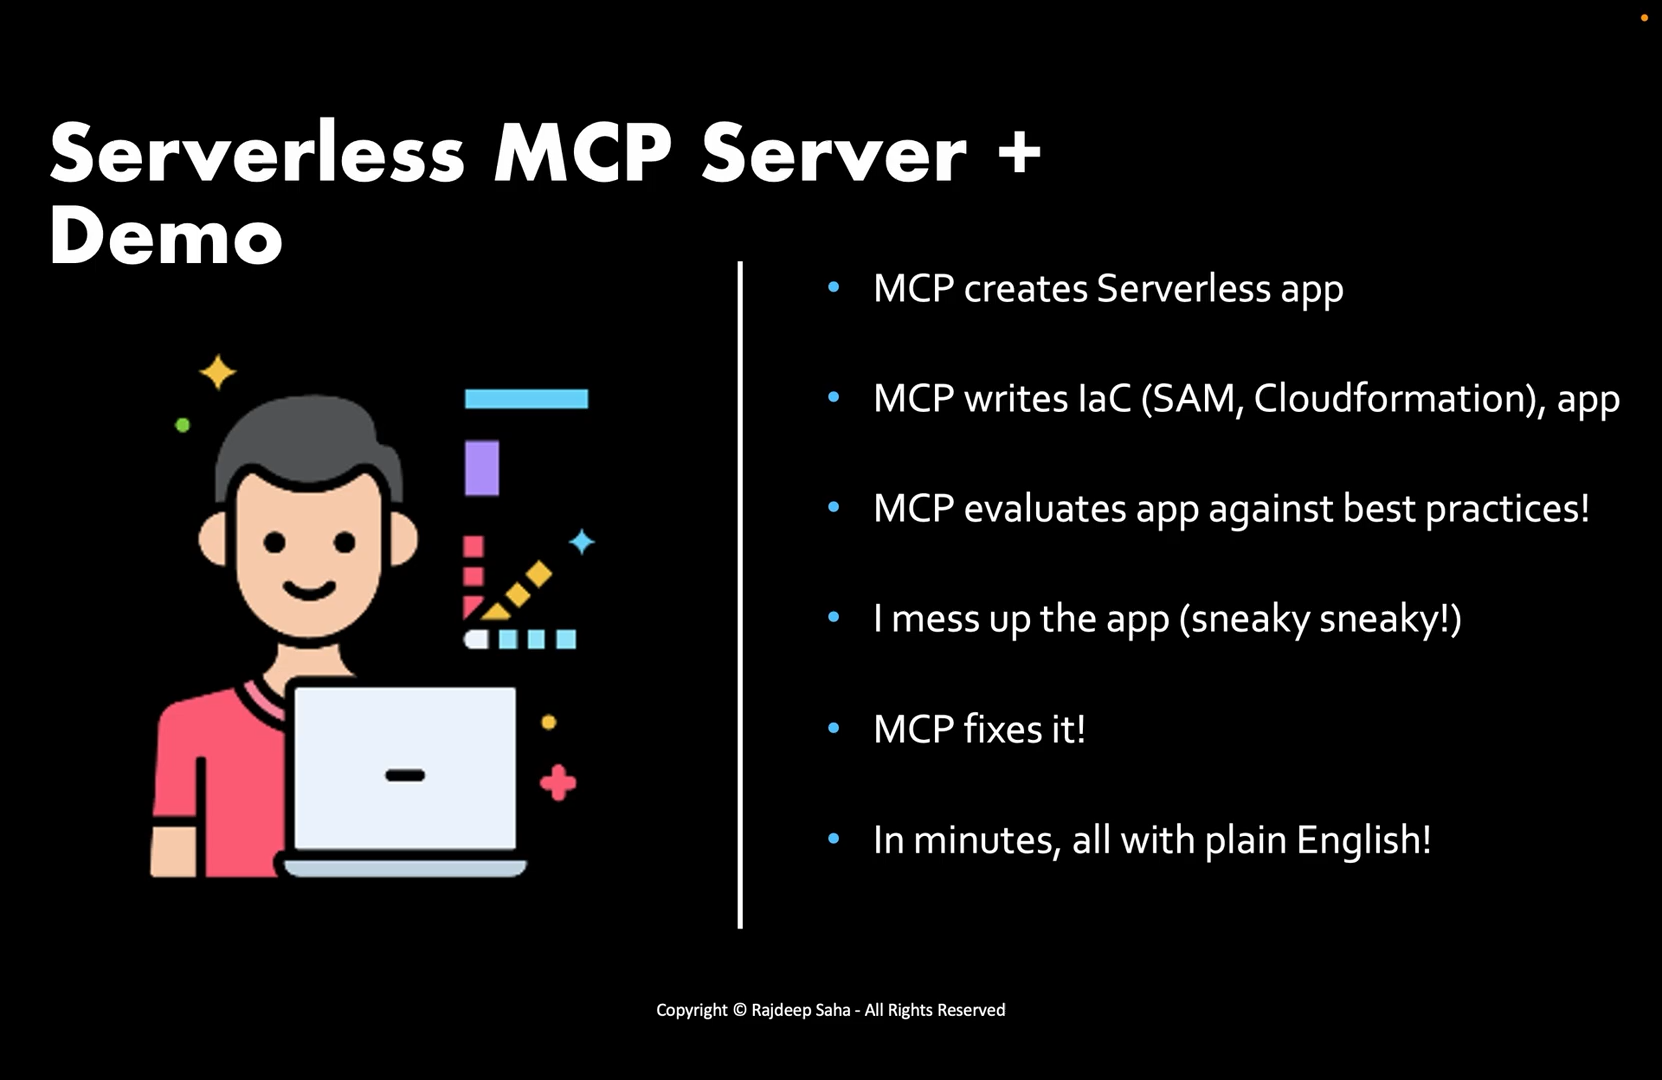 Serverless MCP Server +
Demo
• MCP creates Serverless app
• MCP writes IaC (SAM, Cloudformation), app
• MCP evaluates app against best practices!
• I mess up the app (sneaky sneaky!)
• MCP fixes it!
• In minutes, all with plain English!
Copyright © Rajdeep Saha - All Rights Reserved